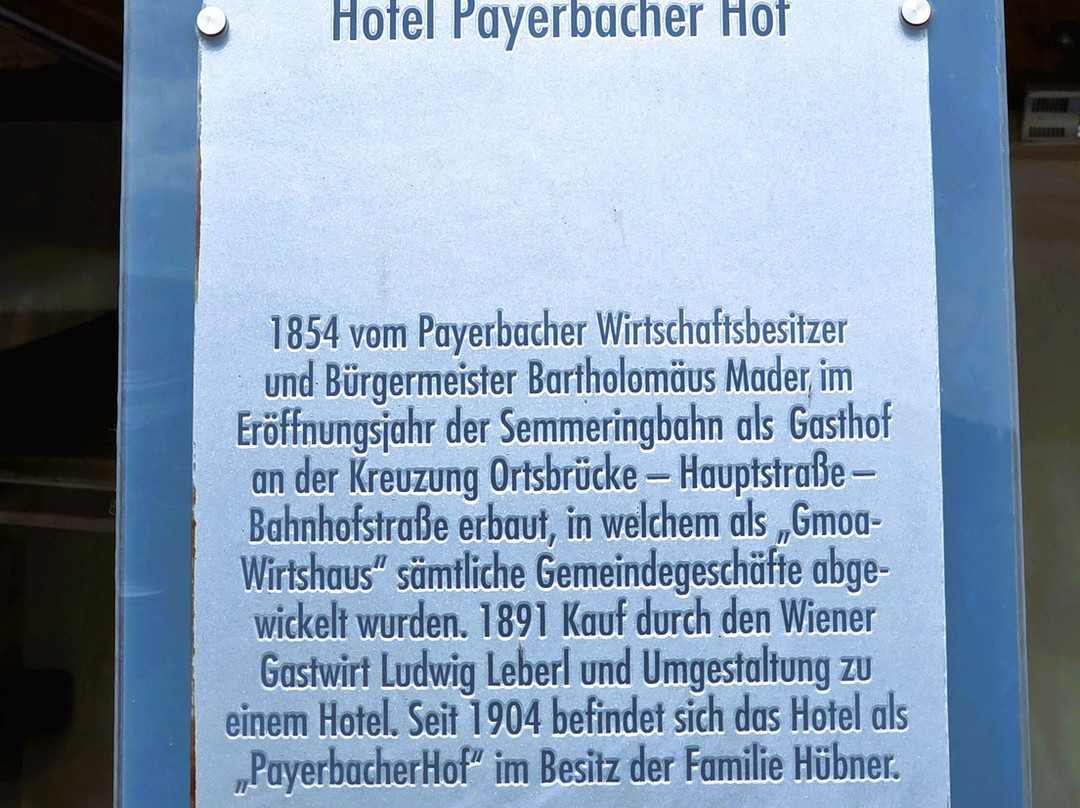 Hotel Payerbacher Hof
1854 vom Payerbacher Wirtschaftsbesitzer
und Bürgermeister Bartholomäus Mader, im
Eröffnungsjahr der Semmeringbahn als Gasthof
an der Kreuzung Ortsbrücke – Hauptstraße –
Bahnhofstraße erbaut, in welchem als „Gmoa-
Wirtshaus“ sämtliche Gemeindegeschäfte abge-
wickelt wurden. 1891 Kauf durch den Wiener
Gastwirt Ludwig Leberl und Umgestaltung zu
einem Hotel. Seit 1904 befindet sich das Hotel als
„PayerbacherHof“ im Besitz der Familie Hübner.